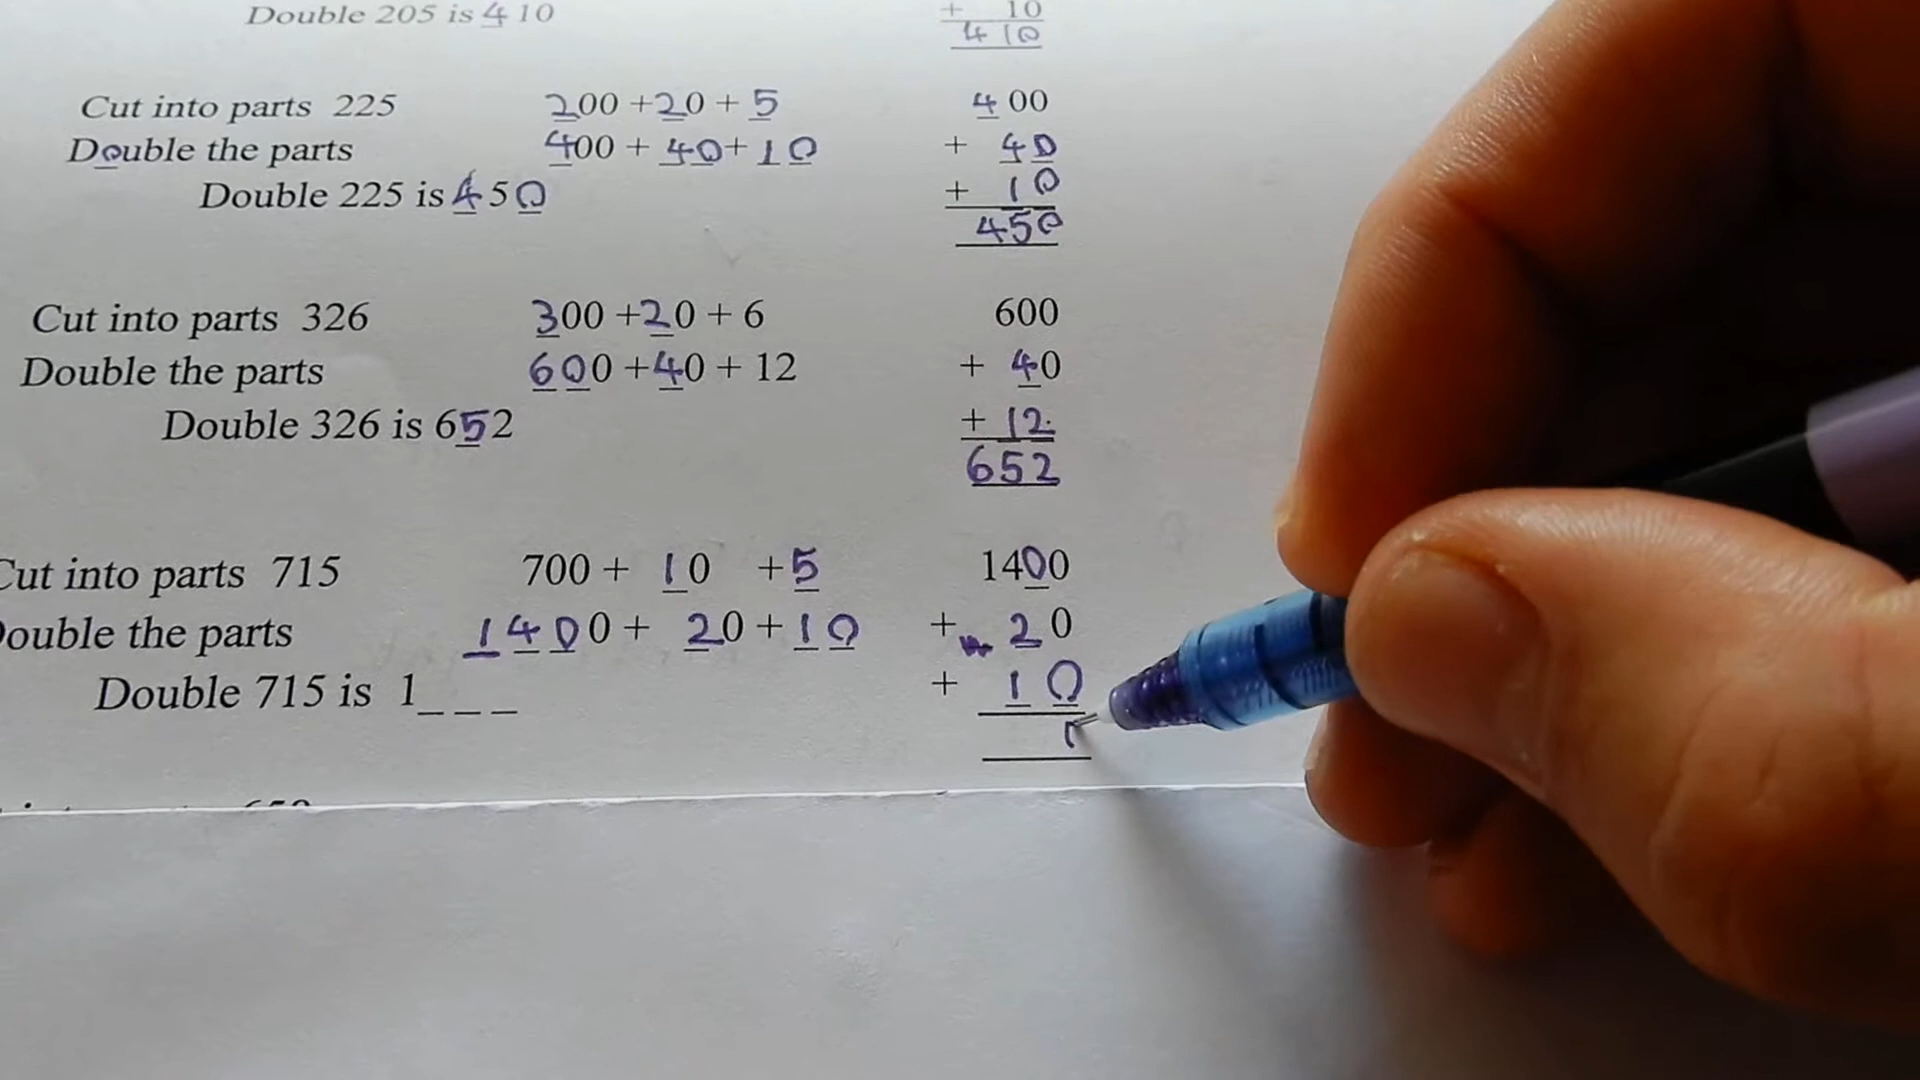 Double 205 is 410
+ 10
410
Cut into parts 225
200 + 20 + 5
400
Double the parts
400 + 40 + 10
+ 40
Double 225 is 450
+ 10
450
Cut into parts 326
300 + 20 + 6
600
Double the parts
600 + 40 + 12
+ 40
Double 326 is 652
+ 12
652
Cut into parts 715
700 + 10 + 5
1400
Double the parts
1400 + 20 + 10
+ 20
Double 715 is 1_ _ _
+ 10